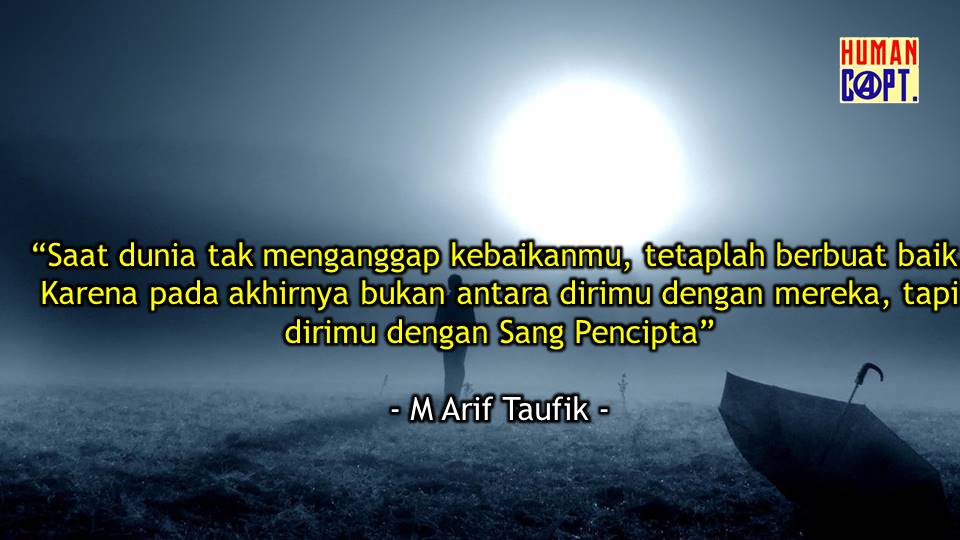 HUMAN
CAPT.
“Saat dunia tak menganggap kebaikanmu, tetaplah berbuat baik
Karena pada akhirnya bukan antara dirimu dengan mereka, tapi
dirimu dengan Sang Pencipta”
- M Arif Taufik -